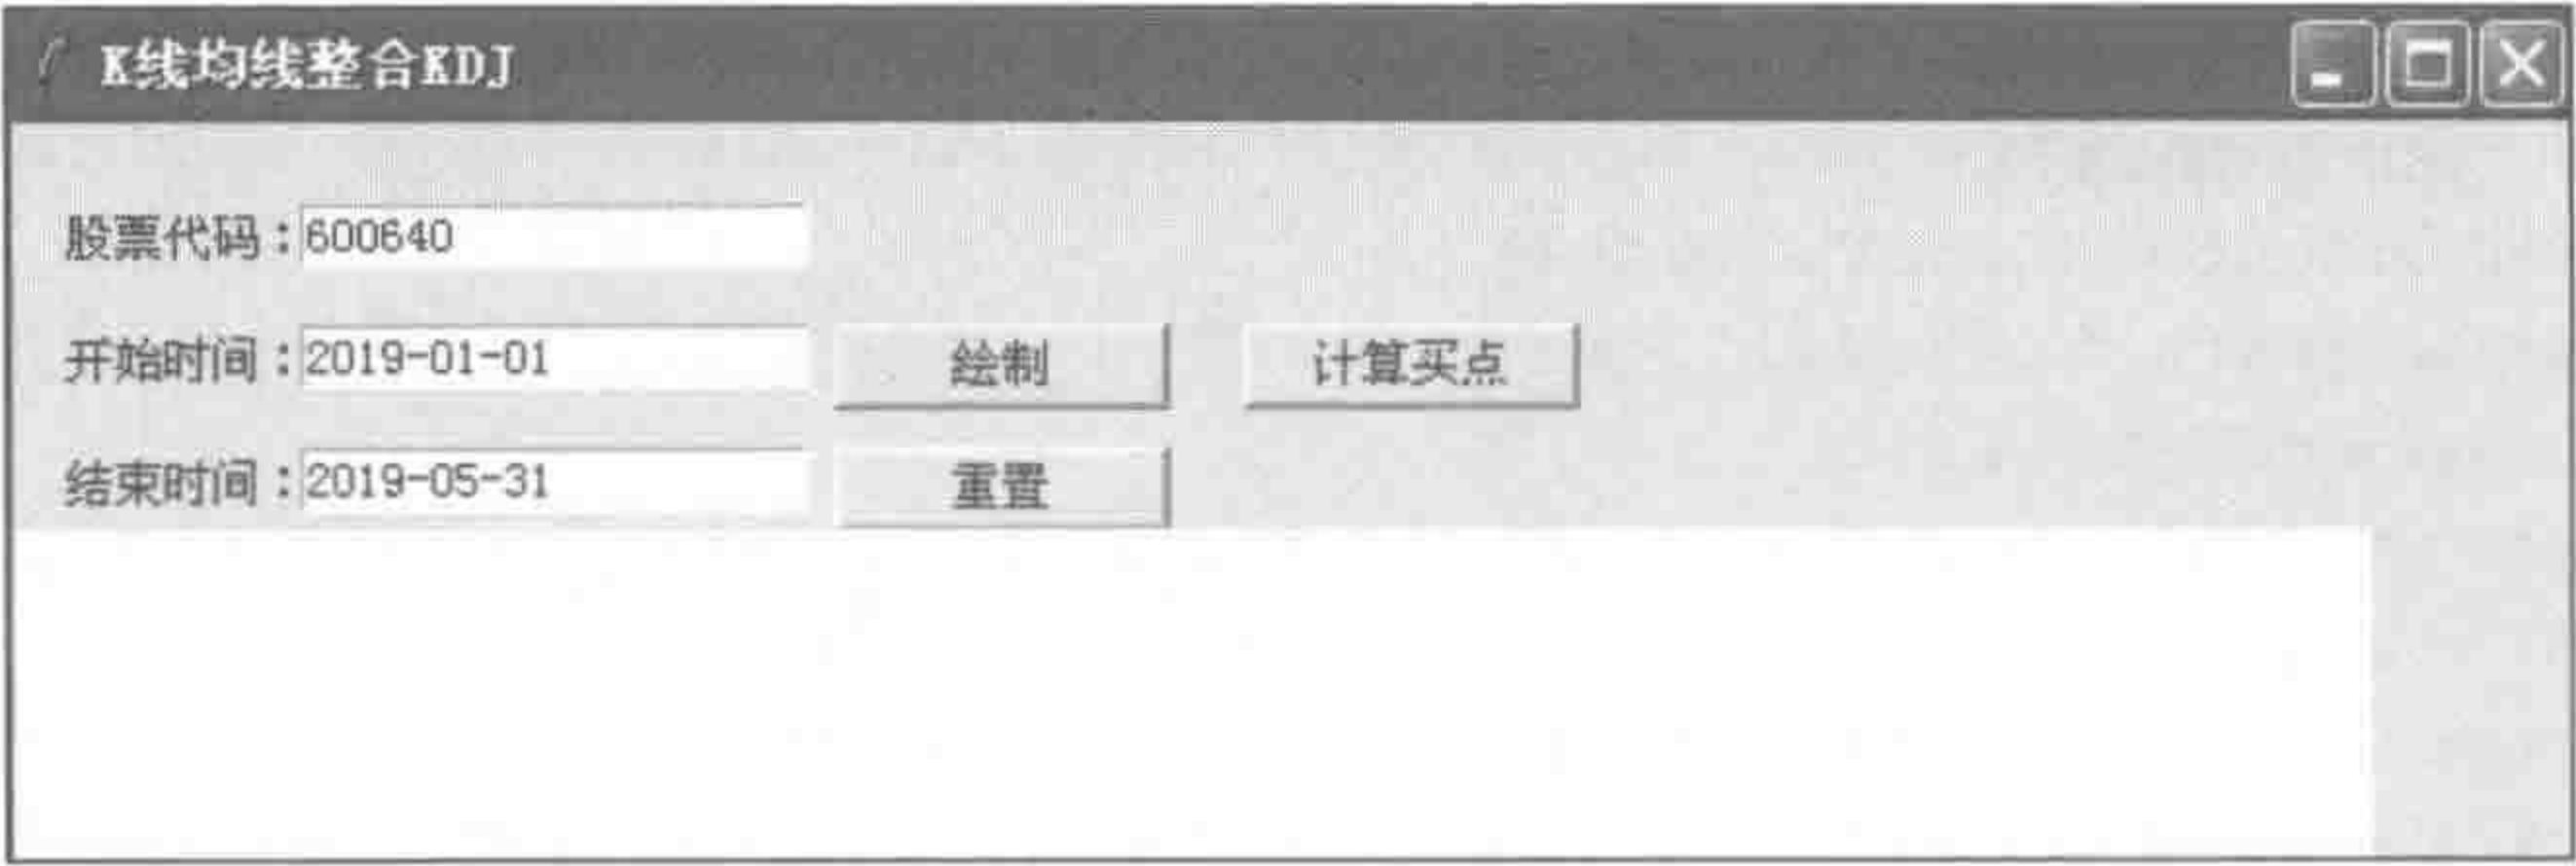 K线均线整合KDJ
股票代码：600640
开始时间：2019-01-01 绘制 计算买点
结束时间：2019-05-31 重置